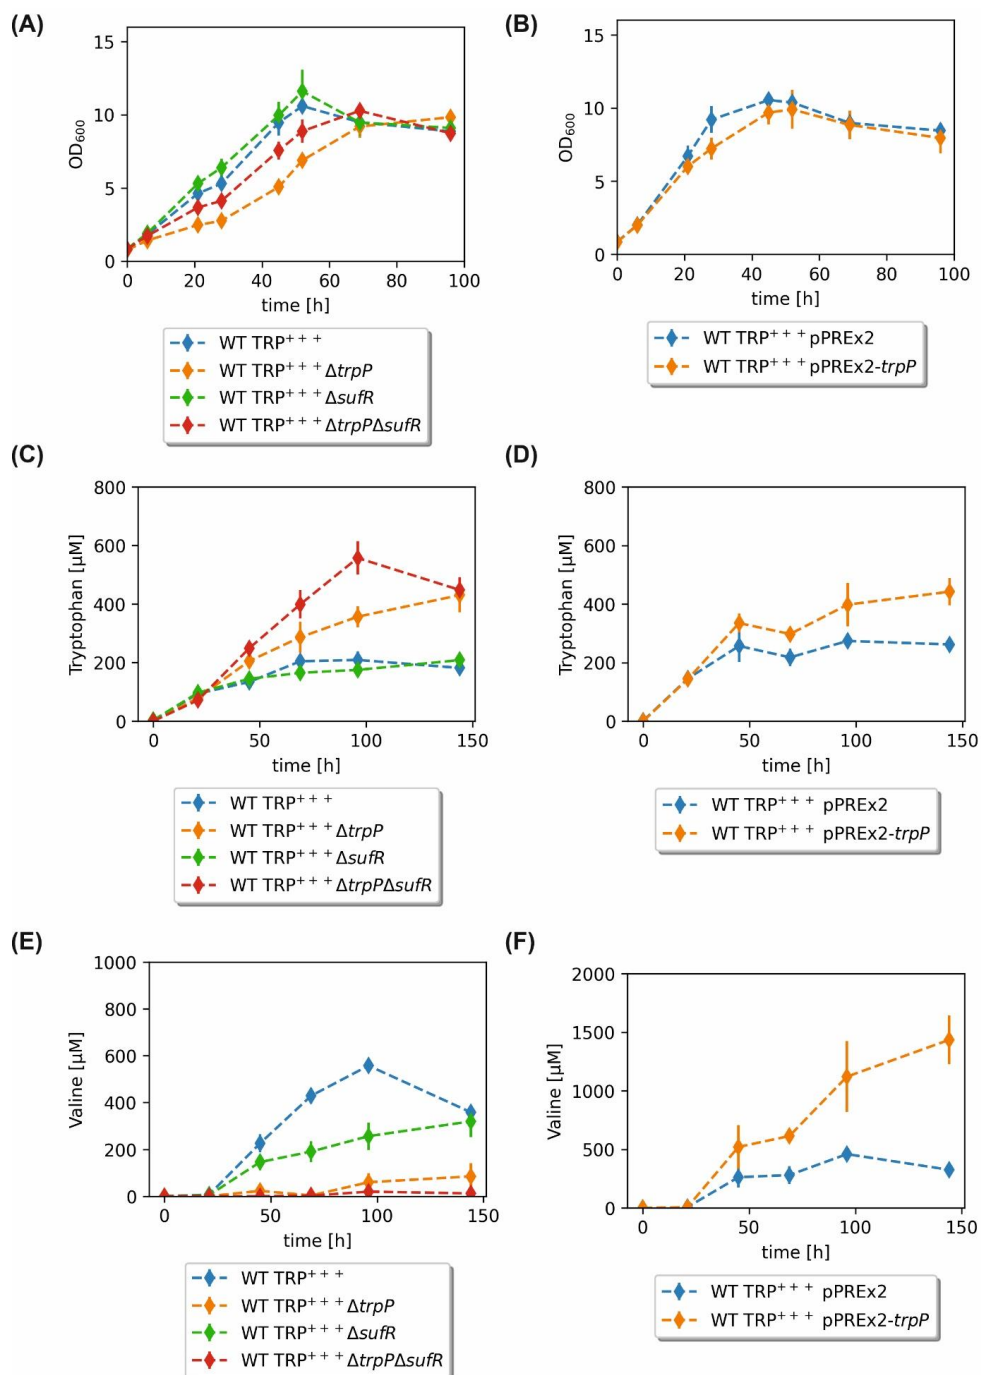 (A)
15
10
5
0
OD₆₀₀
0 20 40 60 80 100
time [h]
WT TRP⁺⁺⁺
WT TRP⁺⁺⁺ ΔtrpP
WT TRP⁺⁺⁺ ΔsufR
WT TRP⁺⁺⁺ ΔtrpPΔsufR
(B)
15
10
5
0
OD₆₀₀
0 20 40 60 80 100
time [h]
WT TRP⁺⁺⁺ pPREx2
WT TRP⁺⁺⁺ pPREx2-trpP
(C)
800
600
400
200
0
Tryptophan [μM]
0 50 100 150
time [h]
WT TRP⁺⁺⁺
WT TRP⁺⁺⁺ ΔtrpP
WT TRP⁺⁺⁺ ΔsufR
WT TRP⁺⁺⁺ ΔtrpPΔsufR
(D)
800
600
400
200
0
Tryptophan [μM]
0 50 100 150
time [h]
WT TRP⁺⁺⁺ pPREx2
WT TRP⁺⁺⁺ pPREx2-trpP
(E)
1000
800
600
400
200
0
Valine [μM]
0 50 100 150
time [h]
WT TRP⁺⁺⁺
WT TRP⁺⁺⁺ ΔtrpP
WT TRP⁺⁺⁺ ΔsufR
WT TRP⁺⁺⁺ ΔtrpPΔsufR
(F)
2000
1500
1000
500
0
Valine [μM]
0 50 100 150
time [h]
WT TRP⁺⁺⁺ pPREx2
WT TRP⁺⁺⁺ pPREx2-trpP